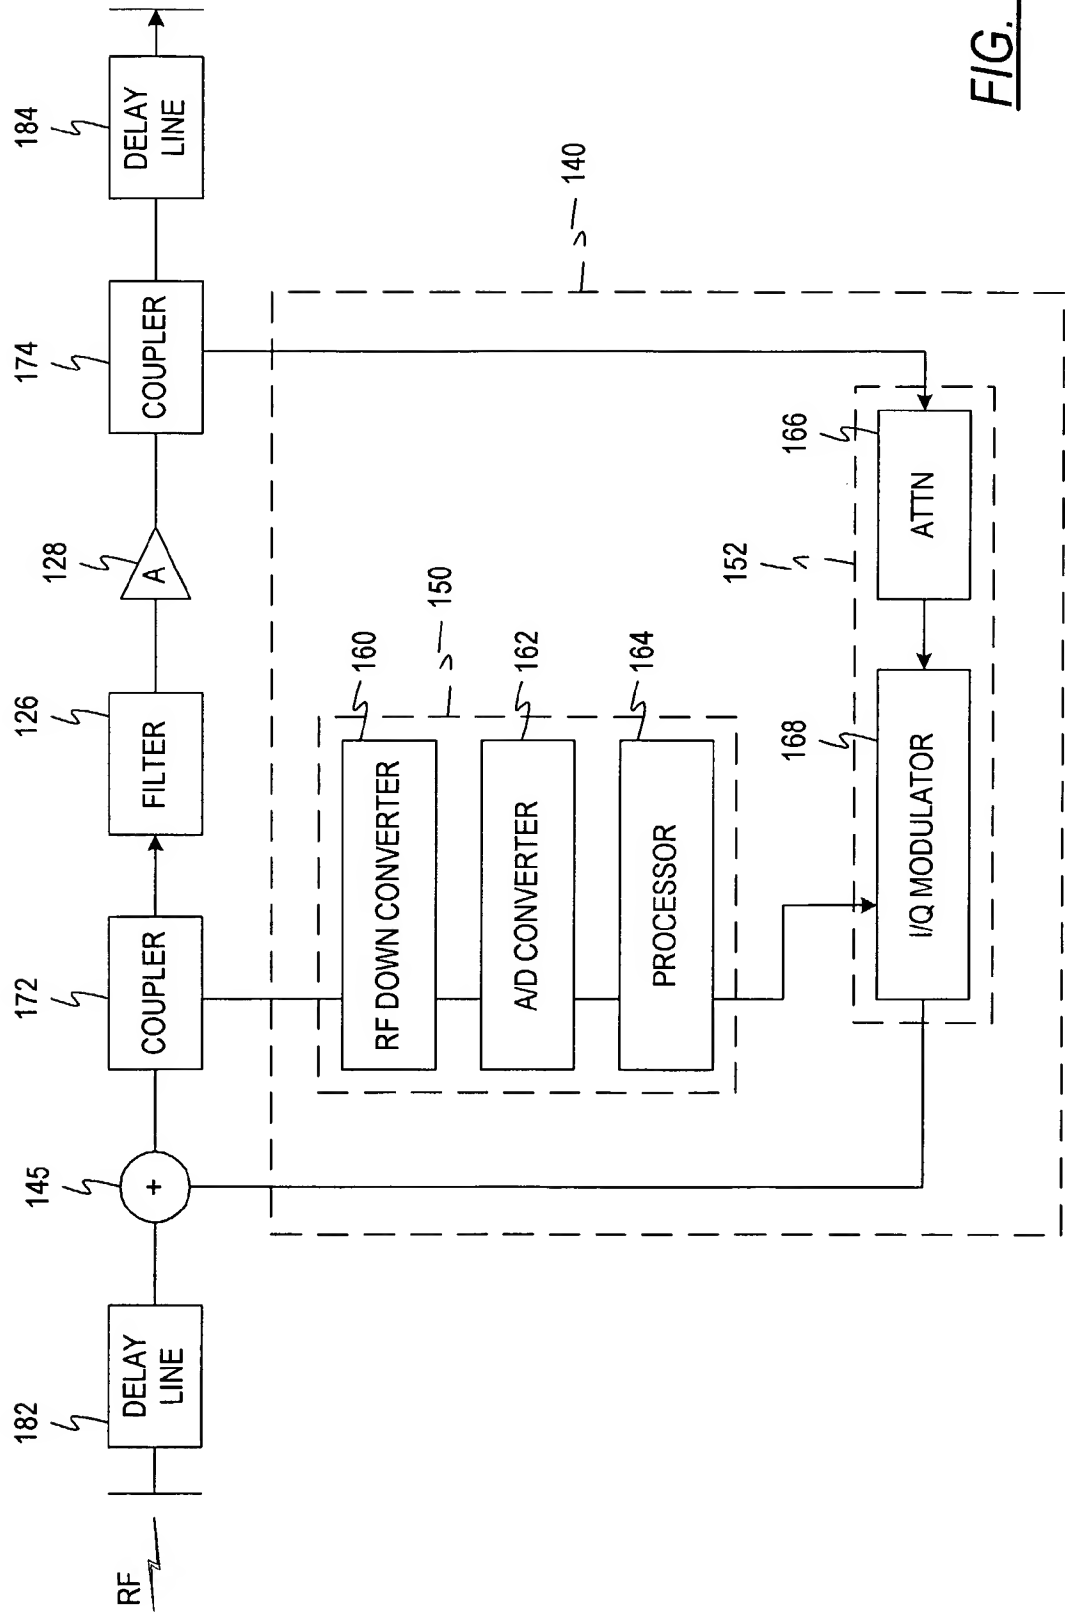 RF
182
DELAY
LINE
145
+
172
COUPLER
126
FILTER
128
A
174
COUPLER
184
DELAY
LINE
140
150
160
RF DOWN CONVERTER
162
A/D CONVERTER
164
PROCESSOR
152
168
I/Q MODULATOR
166
ATTN
FIG.